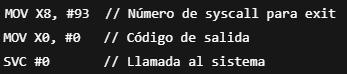 MOV X8, #93  // Número de syscall para exit
MOV X0, #0   // Código de salida
SVC #0       // Llamada al sistema